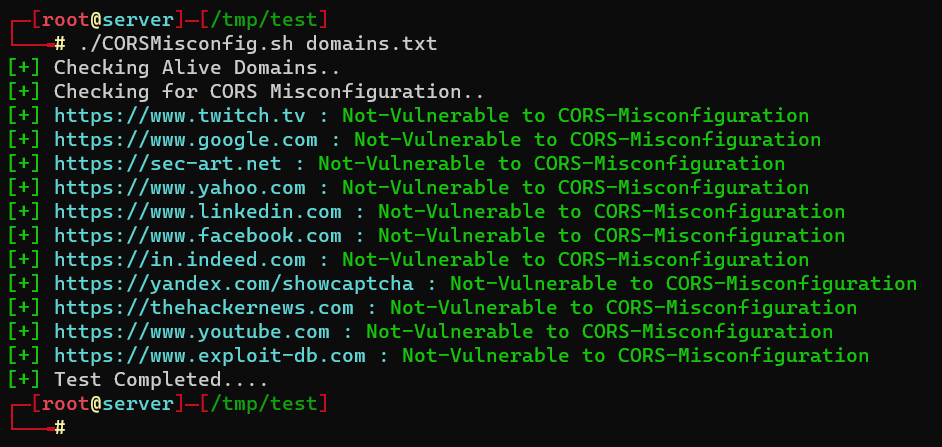 ┌─[root@server]─[/tmp/test]
└──╼# ./CORSMisconfig.sh domains.txt
[+] Checking Alive Domains..
[+] Checking for CORS Misconfiguration..
[+] https://www.twitch.tv : Not-Vulnerable to CORS-Misconfiguration
[+] https://www.google.com : Not-Vulnerable to CORS-Misconfiguration
[+] https://sec-art.net : Not-Vulnerable to CORS-Misconfiguration
[+] https://www.yahoo.com : Not-Vulnerable to CORS-Misconfiguration
[+] https://www.linkedin.com : Not-Vulnerable to CORS-Misconfiguration
[+] https://www.facebook.com : Not-Vulnerable to CORS-Misconfiguration
[+] https://in.indeed.com : Not-Vulnerable to CORS-Misconfiguration
[+] https://yandex.com/showcaptcha : Not-Vulnerable to CORS-Misconfiguration
[+] https://thehackernews.com : Not-Vulnerable to CORS-Misconfiguration
[+] https://www.youtube.com : Not-Vulnerable to CORS-Misconfiguration
[+] https://www.exploit-db.com : Not-Vulnerable to CORS-Misconfiguration
[+] Test Completed....
┌─[root@server]─[/tmp/test]
└──╼#